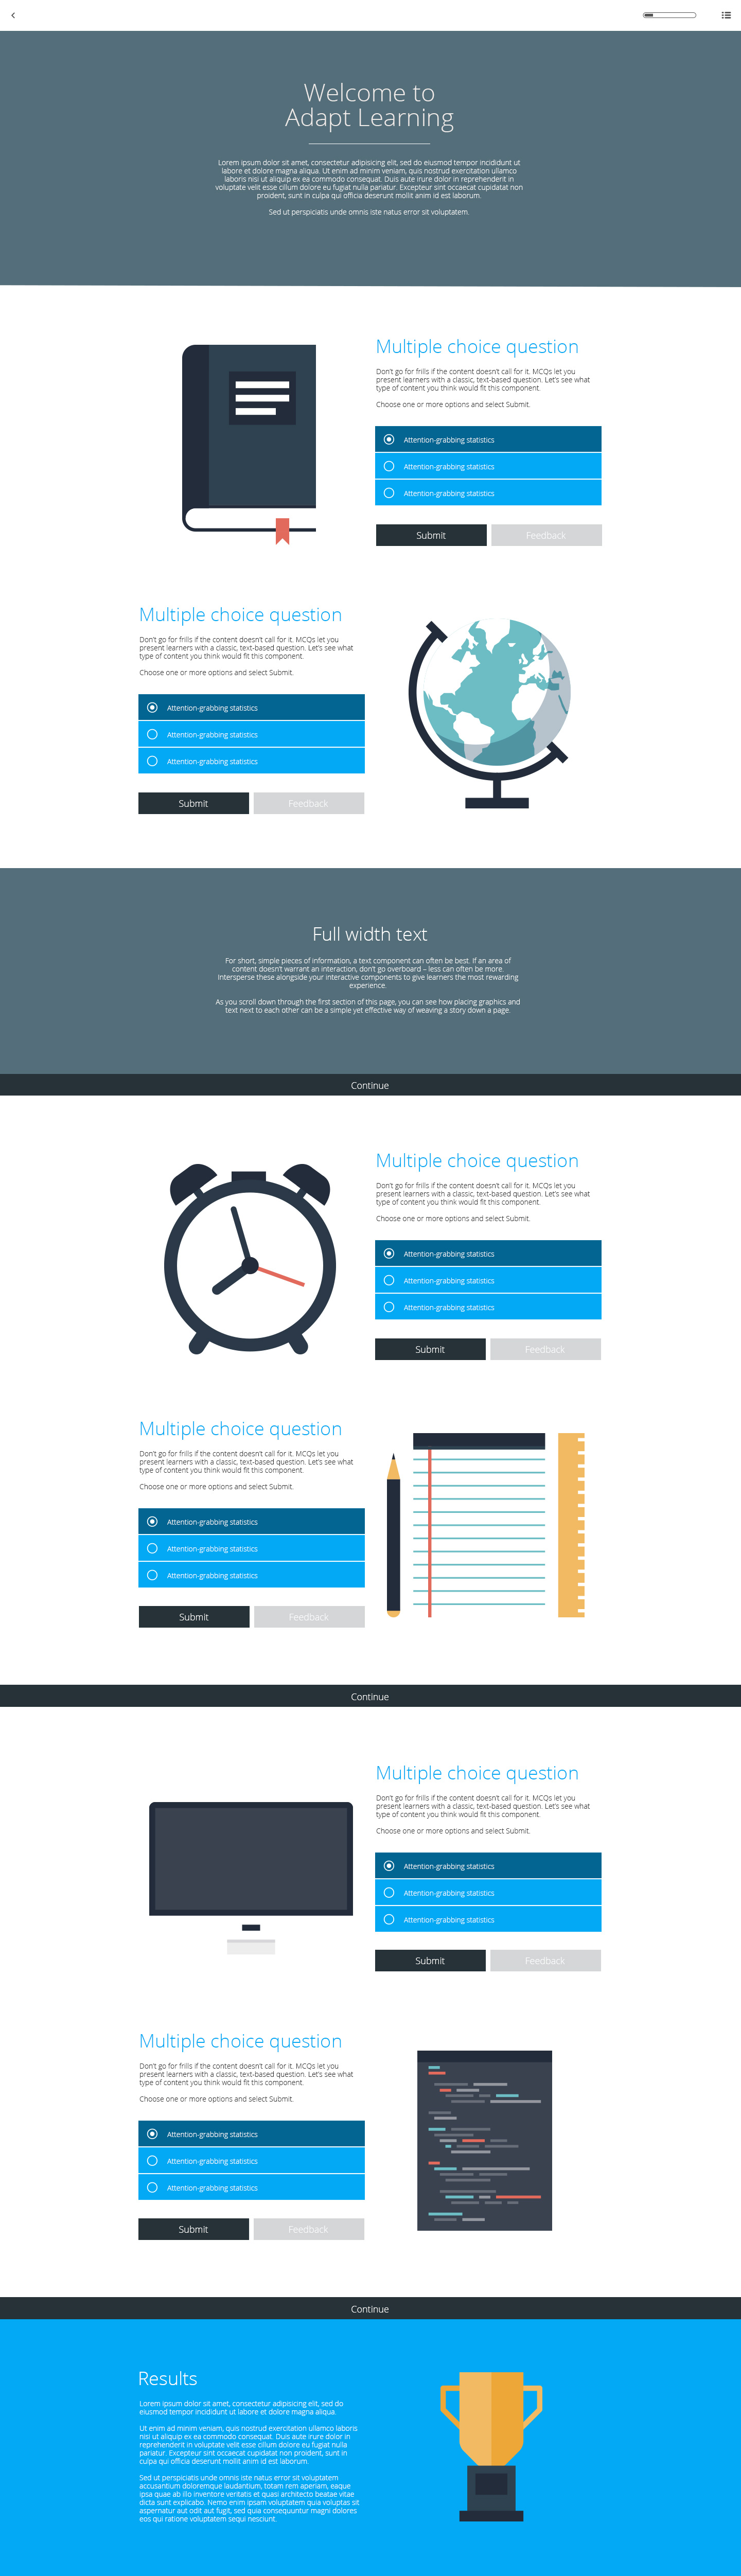 Welcome to
Adapt Learning
Lorem ipsum dolor sit amet, consectetur adipisicing elit, sed do eiusmod tempor incididunt ut
labore et dolore magna aliqua. Ut enim ad minim veniam, quis nostrud exercitation ullamco
laboris nisi ut aliquip ex ea commodo consequat. Duis aute irure dolor in reprehenderit in
voluptate velit esse cillum dolore eu fugiat nulla pariatur. Excepteur sint occaecat cupidatat non
proident, sunt in culpa qui officia deserunt mollit anim id est laborum.
Sed ut perspiciatis unde omnis iste natus error sit voluptatem.
Multiple choice question
Don't go for frills if the content doesn't call for it. MCQs let you
present learners with a classic, text-based question. Let's see what
type of content you think would fit this component.
Choose one or more options and select Submit.
Attention-grabbing statistics
Attention-grabbing statistics
Attention-grabbing statistics
Submit Feedback
Multiple choice question
Don't go for frills if the content doesn't call for it. MCQs let you
present learners with a classic, text-based question. Let's see what
type of content you think would fit this component.
Choose one or more options and select Submit.
Attention-grabbing statistics
Attention-grabbing statistics
Attention-grabbing statistics
Submit Feedback
Full width text
For short, simple pieces of information, a text component can often be best. If an area of
content doesn't warrant an interaction, don't go overboard – less can often be more.
Intersperse these alongside your interactive components to give learners the most rewarding
experience.
As you scroll down through the first section of this page, you can see how placing graphics and
text next to each other can be a simple yet effective way of weaving a story down a page.
Continue
Multiple choice question
Don't go for frills if the content doesn't call for it. MCQs let you
present learners with a classic, text-based question. Let's see what
type of content you think would fit this component.
Choose one or more options and select Submit.
Attention-grabbing statistics
Attention-grabbing statistics
Attention-grabbing statistics
Submit Feedback
Multiple choice question
Don't go for frills if the content doesn't call for it. MCQs let you
present learners with a classic, text-based question. Let's see what
type of content you think would fit this component.
Choose one or more options and select Submit.
Attention-grabbing statistics
Attention-grabbing statistics
Attention-grabbing statistics
Submit Feedback
Continue
Multiple choice question
Don't go for frills if the content doesn't call for it. MCQs let you
present learners with a classic, text-based question. Let's see what
type of content you think would fit this component.
Choose one or more options and select Submit.
Attention-grabbing statistics
Attention-grabbing statistics
Attention-grabbing statistics
Submit Feedback
Multiple choice question
Don't go for frills if the content doesn't call for it. MCQs let you
present learners with a classic, text-based question. Let's see what
type of content you think would fit this component.
Choose one or more options and select Submit.
Attention-grabbing statistics
Attention-grabbing statistics
Attention-grabbing statistics
Submit Feedback
Continue
Results
Lorem ipsum dolor sit amet, consectetur adipisicing elit, sed do
eiusmod tempor incididunt ut labore et dolore magna aliqua.
Ut enim ad minim veniam, quis nostrud exercitation ullamco laboris
nisi ut aliquip ex ea commodo consequat. Duis aute irure dolor in
reprehenderit in voluptate velit esse cillum dolore eu fugiat nulla
pariatur. Excepteur sint occaecat cupidatat non proident, sunt in
culpa qui officia deserunt mollit anim id est laborum.
Sed ut perspiciatis unde omnis iste natus error sit voluptatem
accusantium doloremque laudantium, totam rem aperiam, eaque
ipsa quae ab illo inventore veritatis et quasi architecto beatae vitae
dicta sunt explicabo. Nemo enim ipsam voluptatem quia voluptas sit
aspernatur aut odit aut fugit, sed quia consequuntur magni dolores
eos qui ratione voluptatem sequi nesciunt.